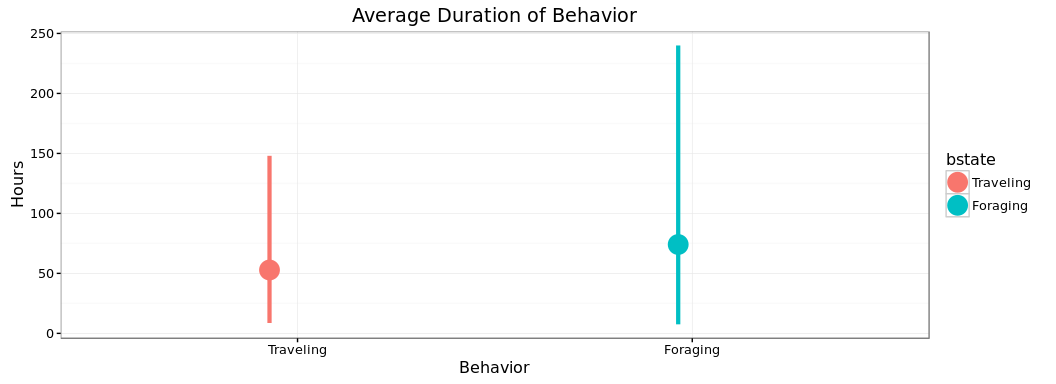 Average Duration of Behavior
250
200
150
100
50
0
Hours
Traveling
Foraging
Behavior
bstate
Traveling
Foraging